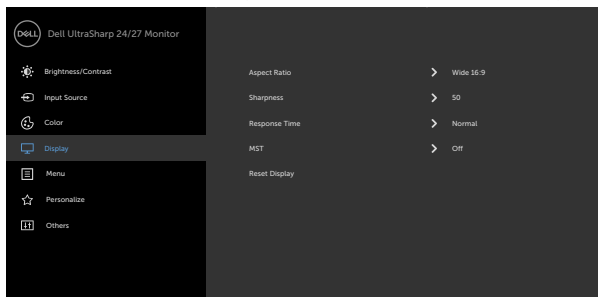 DELL Dell UltraSharp 24/27 Monitor
Brightness/Contrast
Aspect Ratio Wide 16:9
Input Source
Sharpness 50
Color
Response Time Normal
Display
MST Off
Menu
Reset Display
Personalize
Others